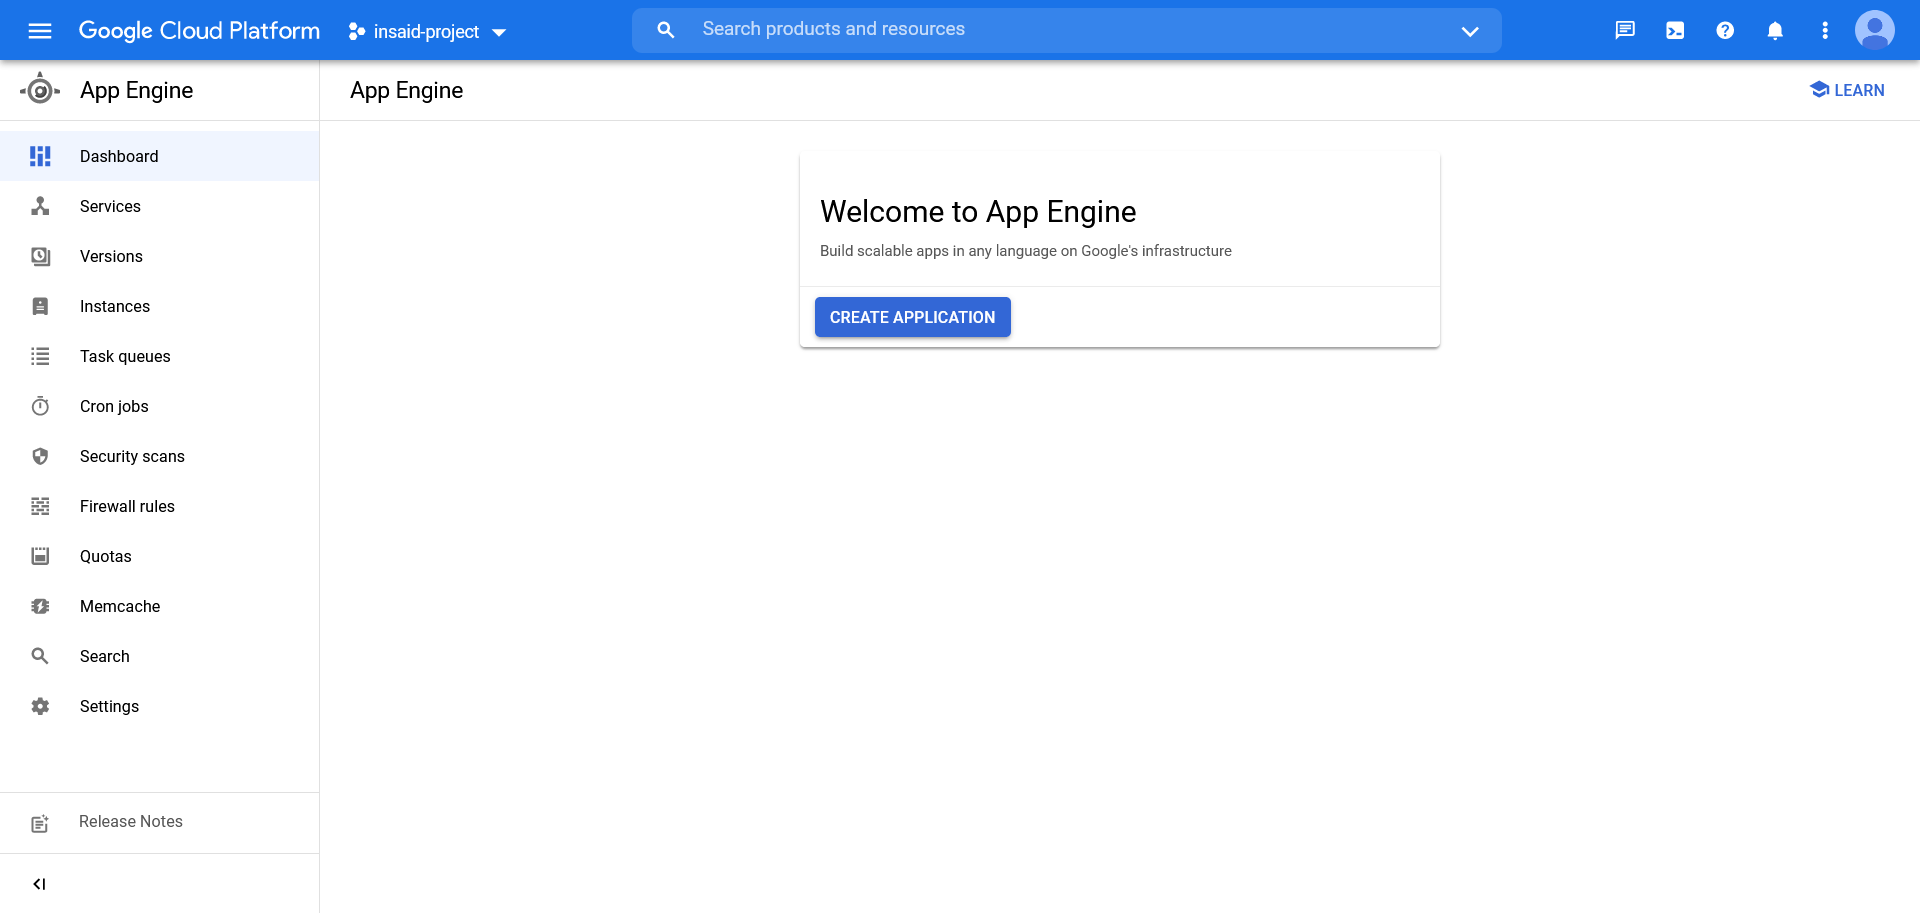 Google Cloud Platform
insaid-project
Search products and resources
App Engine
App Engine
LEARN
Dashboard
Services
Versions
Instances
Task queues
Cron jobs
Security scans
Firewall rules
Quotas
Memcache
Search
Settings
Release Notes
Welcome to App Engine
Build scalable apps in any language on Google's infrastructure
CREATE APPLICATION